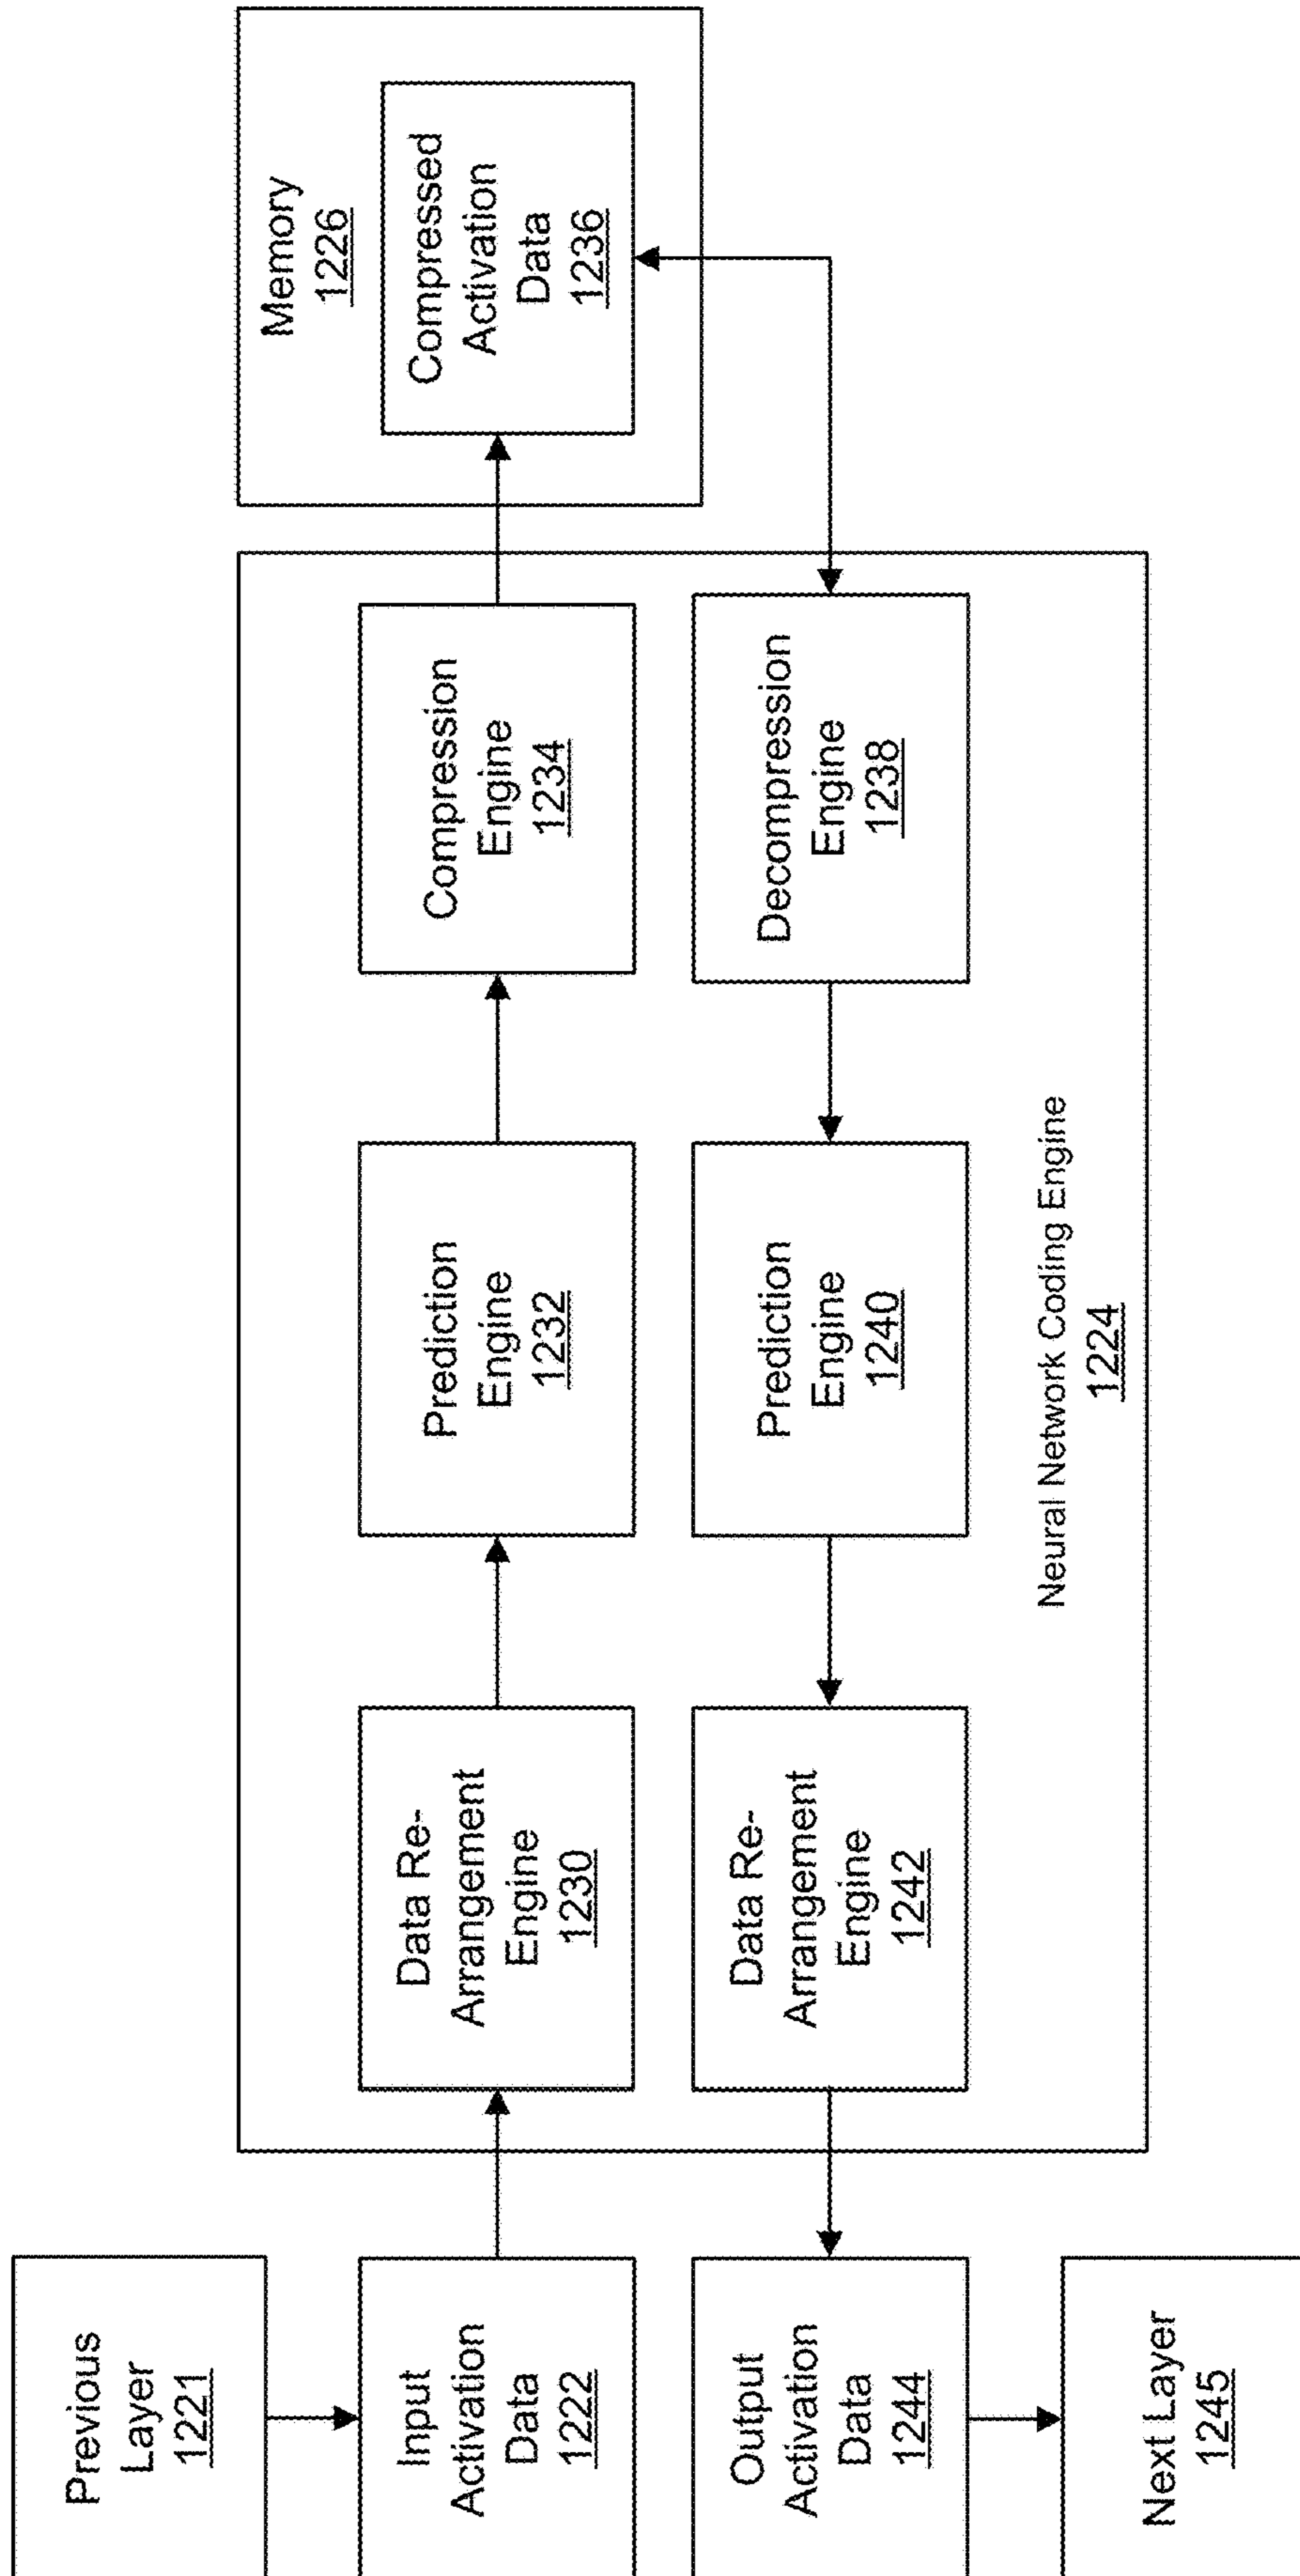 Previous
Layer
1221
Input
Activation
Data
1222
Data Re-
Arrangement
Engine
1230
Prediction
Engine
1232
Compression
Engine
1234
Memory
1226
Compressed
Activation
Data
1236
Output
Activation
Data
1244
Data Re-
Arrangement
Engine
1242
Prediction
Engine
1240
Decompression
Engine
1238
Neural Network Coding Engine
1224
Next Layer
1245